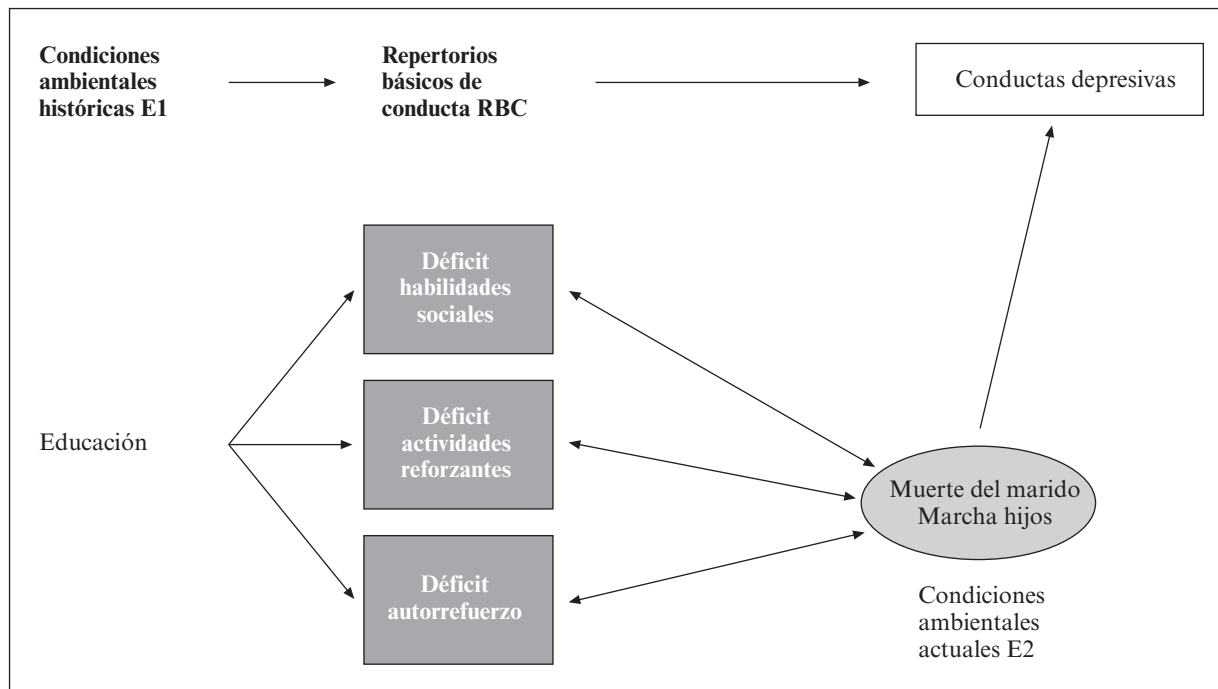 Condiciones
ambientales
históricas E1
Repertorios
básicos de
conducta RBC
Conductas depresivas
Déficit
habilidades
sociales
Educación
Déficit
actividades
reforzantes
Muerte del marido
Marcha hijos
Déficit
autorrefuerzo
Condiciones
ambientales
actuales E2